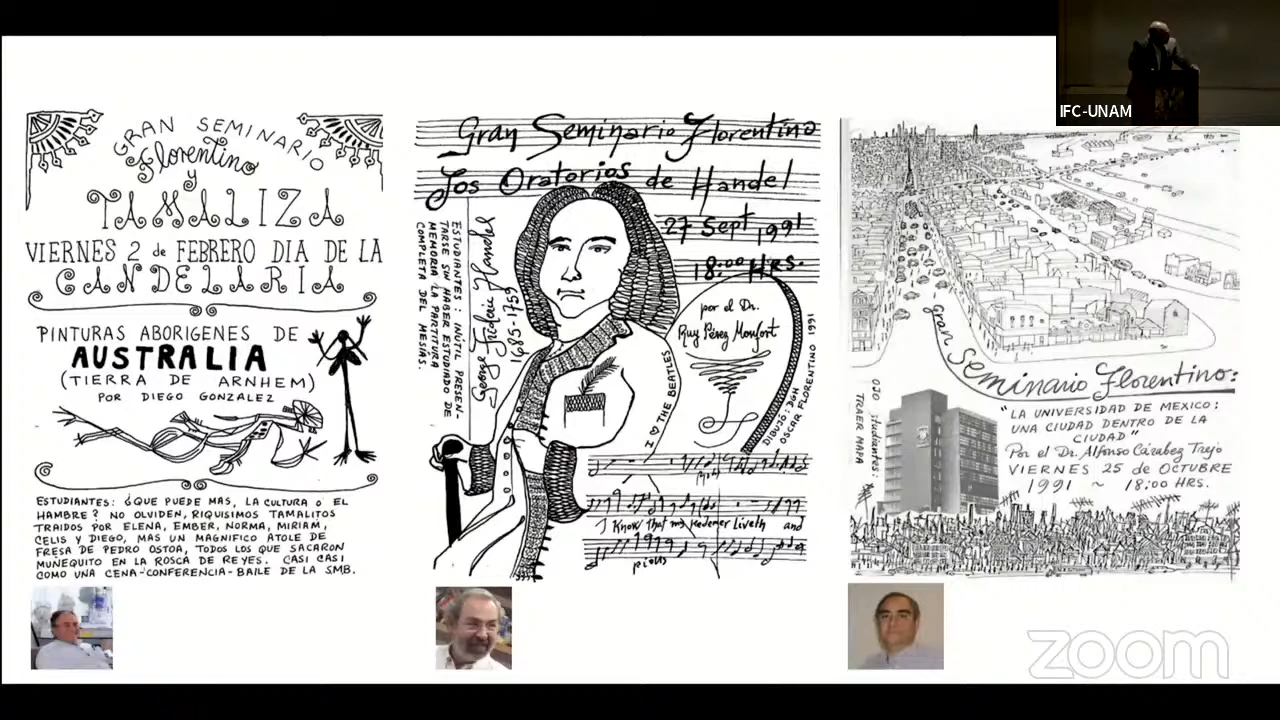 IFC-UNAM
GRAN SEMINARIO
Florentino
y
TAMALIZA
VIERNES 2 de FEBRERO DIA DE LA
CANDELARIA
PINTURAS ABORIGENES DE
AUSTRALIA
(TIERRA DE ARNHEM)
POR DIEGO GONZALEZ
ESTUDIANTES: ¿QUE PUEDE MAS, LA CULTURA O EL
HAMBRE? NO OLVIDEN, RIQUISIMOS TAMALITOS
TRAIDOS POR ELENA, EMBER, NORMA, MIRIAM,
CELIS Y DIEGO, MAS UN MAGNIFICO ATOLE DE
FRESA DE PEDRO OSTOA, TODOS LOS QUE SACARON
MUÑEQUITO EN LA ROSCA DE REYES. CASI CASI
COMO UNA CENA-CONFERENCIA-BAILE DE LA SMB.
Gran Seminario Florentino
Los Oratorios de Handel
27 Sept 1991
18:00 HRS.
por el Dr.
Ruy Pérez Monfort
ESTUDIANTES: INÚTIL PRESEN-
TARSE SIN HABER ESTUDIADO DE
MEMORIA LA PARTITURA
COMPLETA DEL MESÍAS.
George Frideric Handel
1685-1759
I ♡ THE BEATLES
DIBUJO: DGH
OSCAR FLORENTINO 1991
I Know that my redemer Liveth and
Gran Seminario Florentino:
"LA UNIVERSIDAD DE MEXICO:
UNA CIUDAD DENTRO DE LA
CIUDAD"
Por el Dr. Alfonso Cárabez Trejo
VIERNES 25 de OCTUBRE
1991 ~ 18:00 HRS.
OJO estudiantes:
TRAER MAPA
zoom